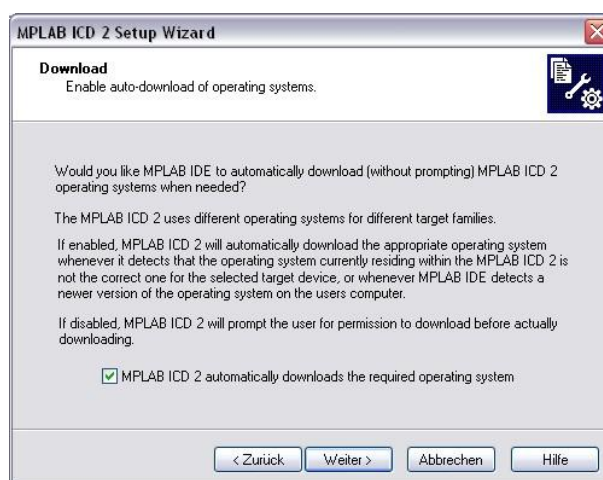 MPLAB ICD 2 Setup Wizard
Download
Enable auto-download of operating systems.
Would you like MPLAB IDE to automatically download (without prompting) MPLAB ICD 2
operating systems when needed?
The MPLAB ICD 2 uses different operating systems for different target families.
If enabled, MPLAB ICD 2 will automatically download the appropriate operating system
whenever it detects that the operating system currently residing within the MPLAB ICD 2 is
not the correct one for the selected target device, or whenever MPLAB IDE detects a
newer version of the operating system on the users computer.
If disabled, MPLAB ICD 2 will prompt the user for permission to download before actually
downloading.
MPLAB ICD 2 automatically downloads the required operating system
< Zurück Weiter > Abbrechen Hilfe